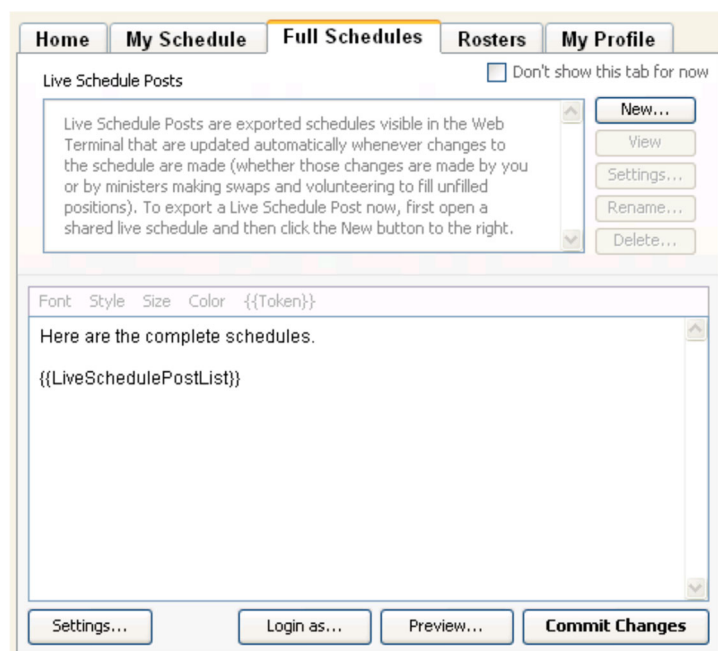 Home My Schedule Full Schedules Rosters My Profile
Live Schedule Posts
Don't show this tab for now
Live Schedule Posts are exported schedules visible in the Web
Terminal that are updated automatically whenever changes to
the schedule are made (whether those changes are made by you
or by ministers making swaps and volunteering to fill unfilled
positions). To export a Live Schedule Post now, first open a
shared live schedule and then click the New button to the right.
New...
View
Settings...
Rename...
Delete...
Font Style Size Color {{Token}}
Here are the complete schedules.
{{LiveSchedulePostList}}
Settings... Login as... Preview... Commit Changes